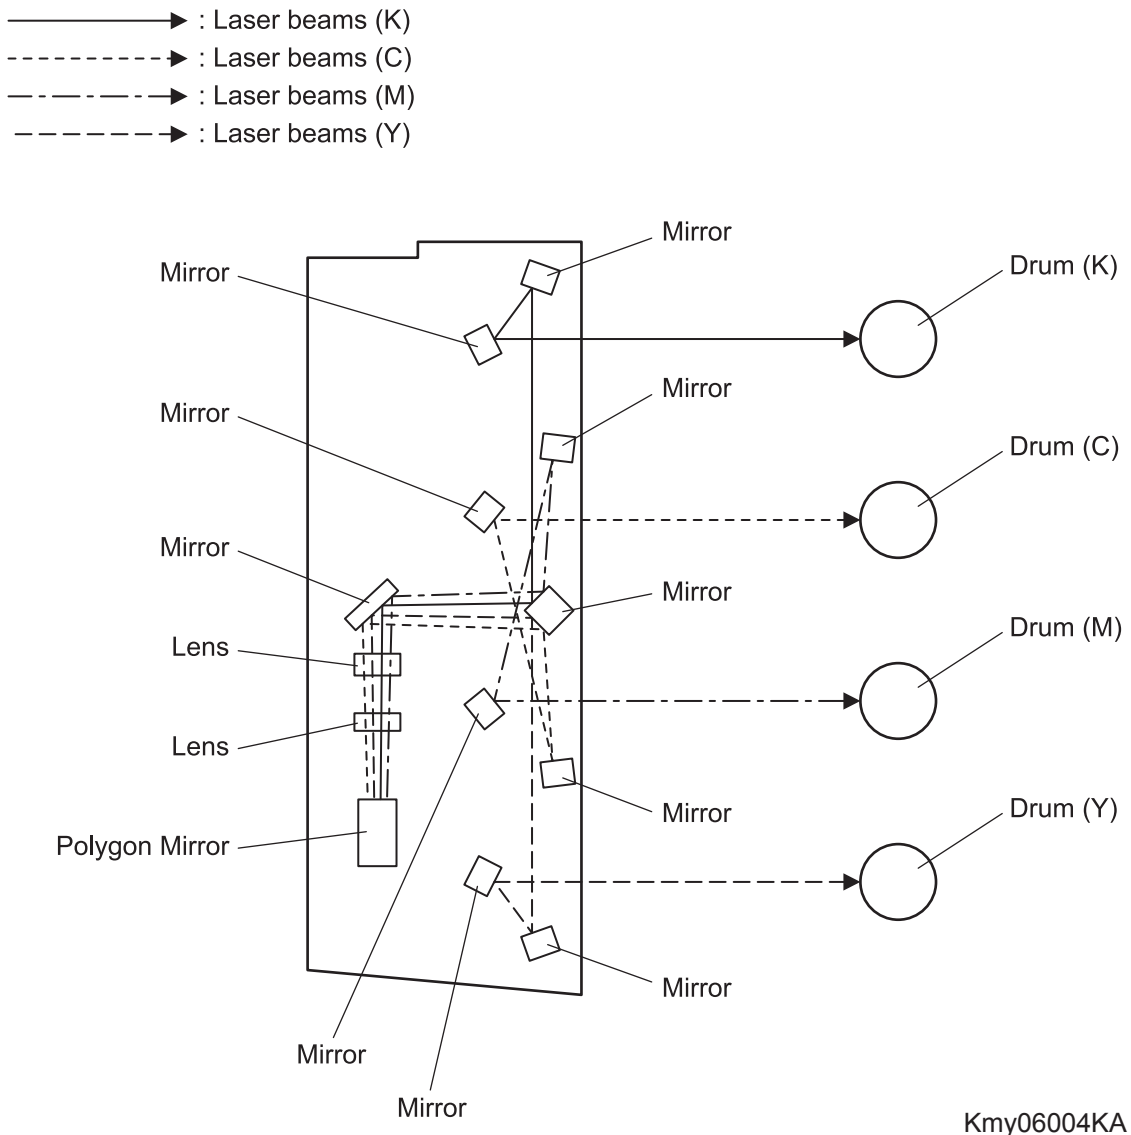 : Laser beams (K)
: Laser beams (C)
: Laser beams (M)
: Laser beams (Y)
Mirror
Mirror
Drum (K)
Mirror
Mirror
Drum (C)
Mirror
Mirror
Drum (M)
Lens
Lens
Mirror
Drum (Y)
Polygon Mirror
Mirror
Mirror
Mirror
Kmy06004KA